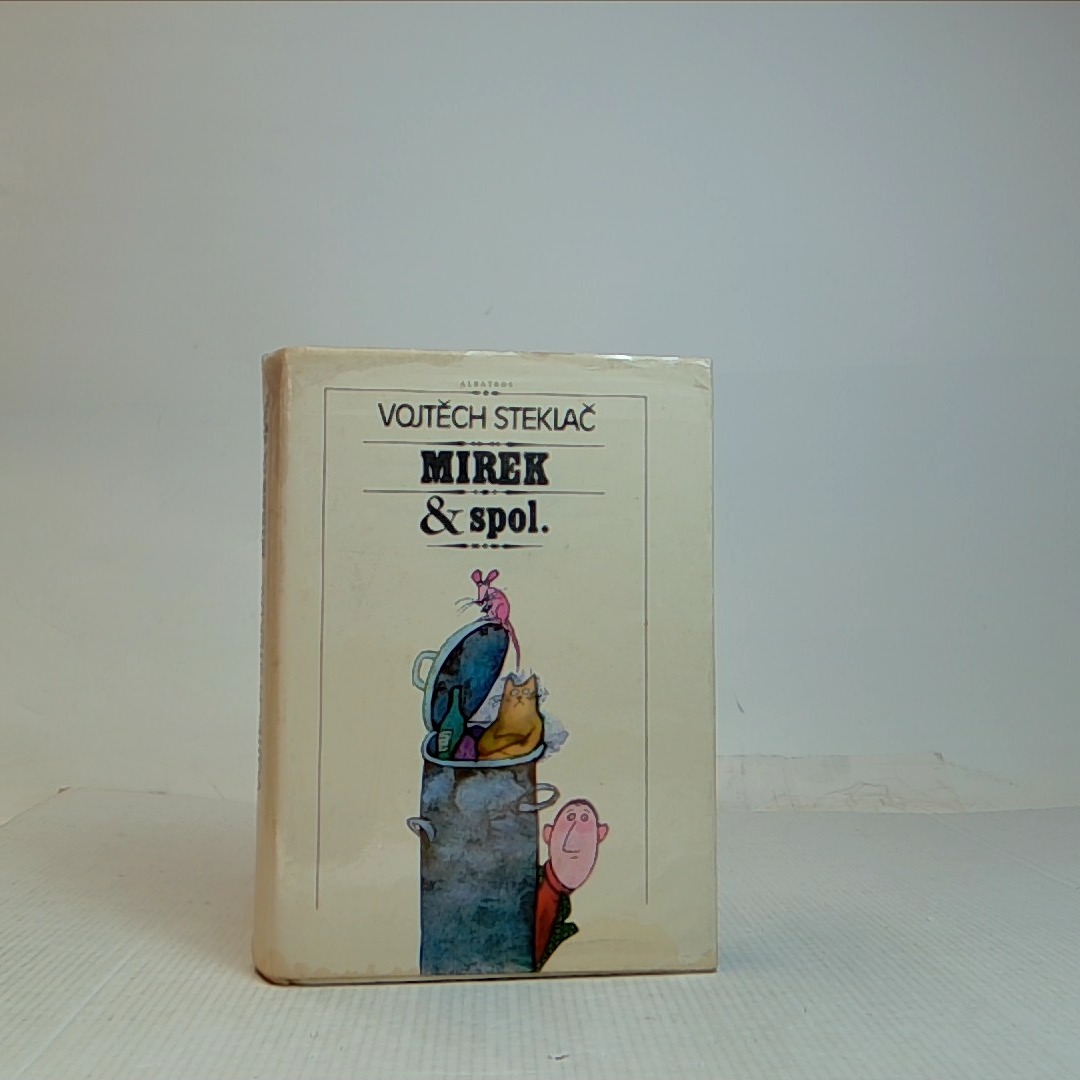 ALBATROS
VOJTĚCH STEKLAČ
MIREK
& spol.